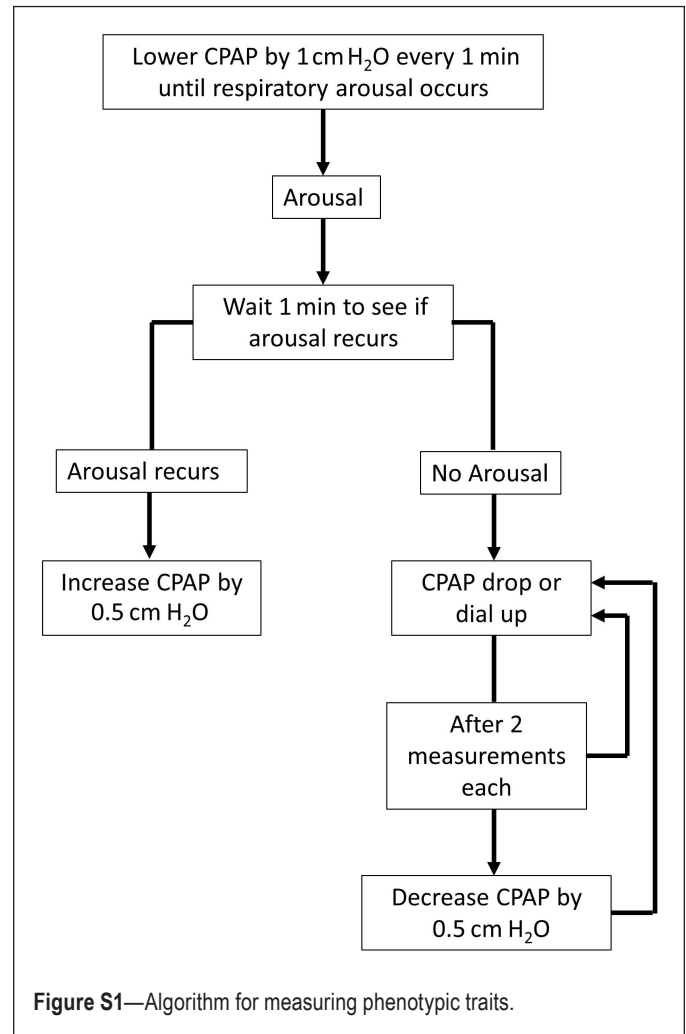 Lower CPAP by 1 cm H₂O every 1 min
until respiratory arousal occurs
Arousal
Wait 1 min to see if
arousal recurs
Arousal recurs
No Arousal
Increase CPAP by
0.5 cm H₂O
CPAP drop or
dial up
After 2
measurements
each
Decrease CPAP by
0.5 cm H₂O
Figure S1—Algorithm for measuring phenotypic traits.